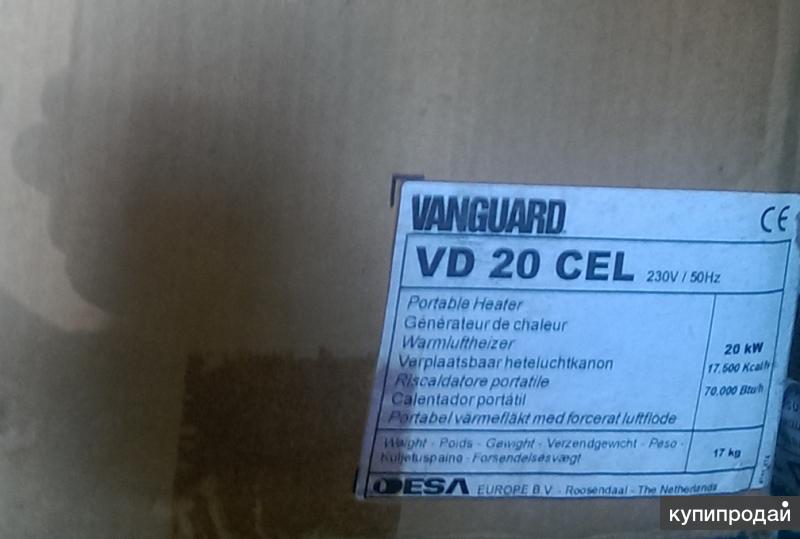 VANGUARD CE
VD 20 CEL 230V / 50Hz
Portable Heater
Générateur de chaleur
Warmluftheizer
Verplaatsbaar heteluchtkanon
Riscaldatore portatile
Calentador portátil
Portabel värmefläkt med forcerat luftflöde
20 kW
17.500 Kcal/h
70.000 Btu/h
Weight - Poids - Gewight - Verzendgewicht - Peso -
Kuljetuspaino - Forsendelsesvægt
17 kg
DESA EUROPE B.V. - Roosendaal - The Netherlands
купипродай